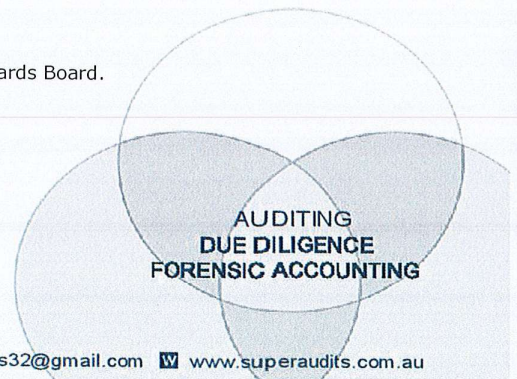 ards Board.
AUDITING
DUE DILIGENCE
FORENSIC ACCOUNTING
s32@gmail.com W www.superaudits.com.au